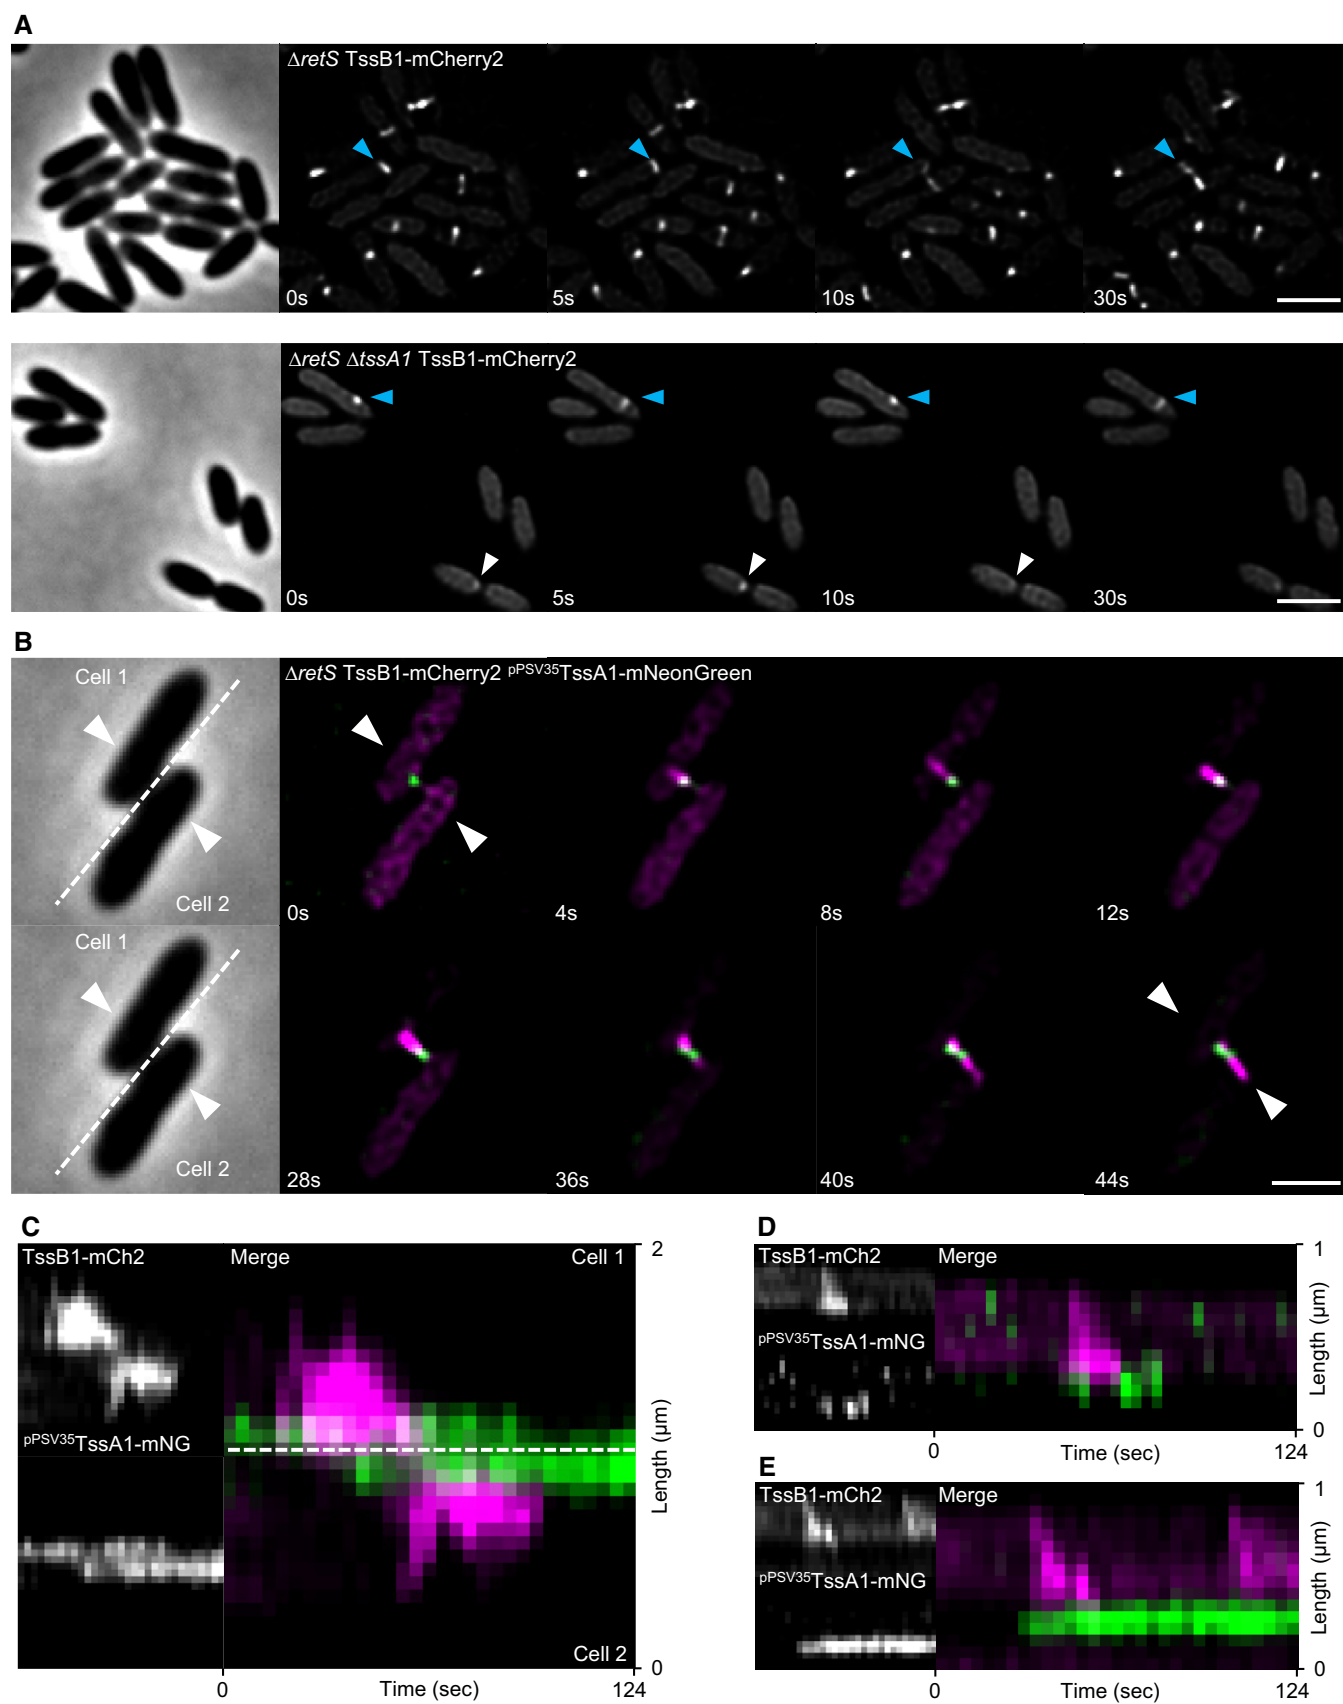 A
ΔretS TssB1-mCherry2
0s 5s 10s 30s
ΔretS ΔtssA1 TssB1-mCherry2
0s 5s 10s 30s
B
Cell 1
ΔretS TssB1-mCherry2 pPSV35TssA1-mNeonGreen
Cell 2
0s 4s 8s 12s
Cell 1
Cell 2
28s 36s 40s 44s
C
TssB1-mCh2 Merge Cell 1 2
pPSV35TssA1-mNG
Length (μm)
Cell 2 0
0 Time (sec) 124
D
TssB1-mCh2 Merge 1
pPSV35TssA1-mNG
Length (μm)
0
0 Time (sec) 124
E
TssB1-mCh2 Merge 1
pPSV35TssA1-mNG
Length (μm)
0
0 Time (sec) 124